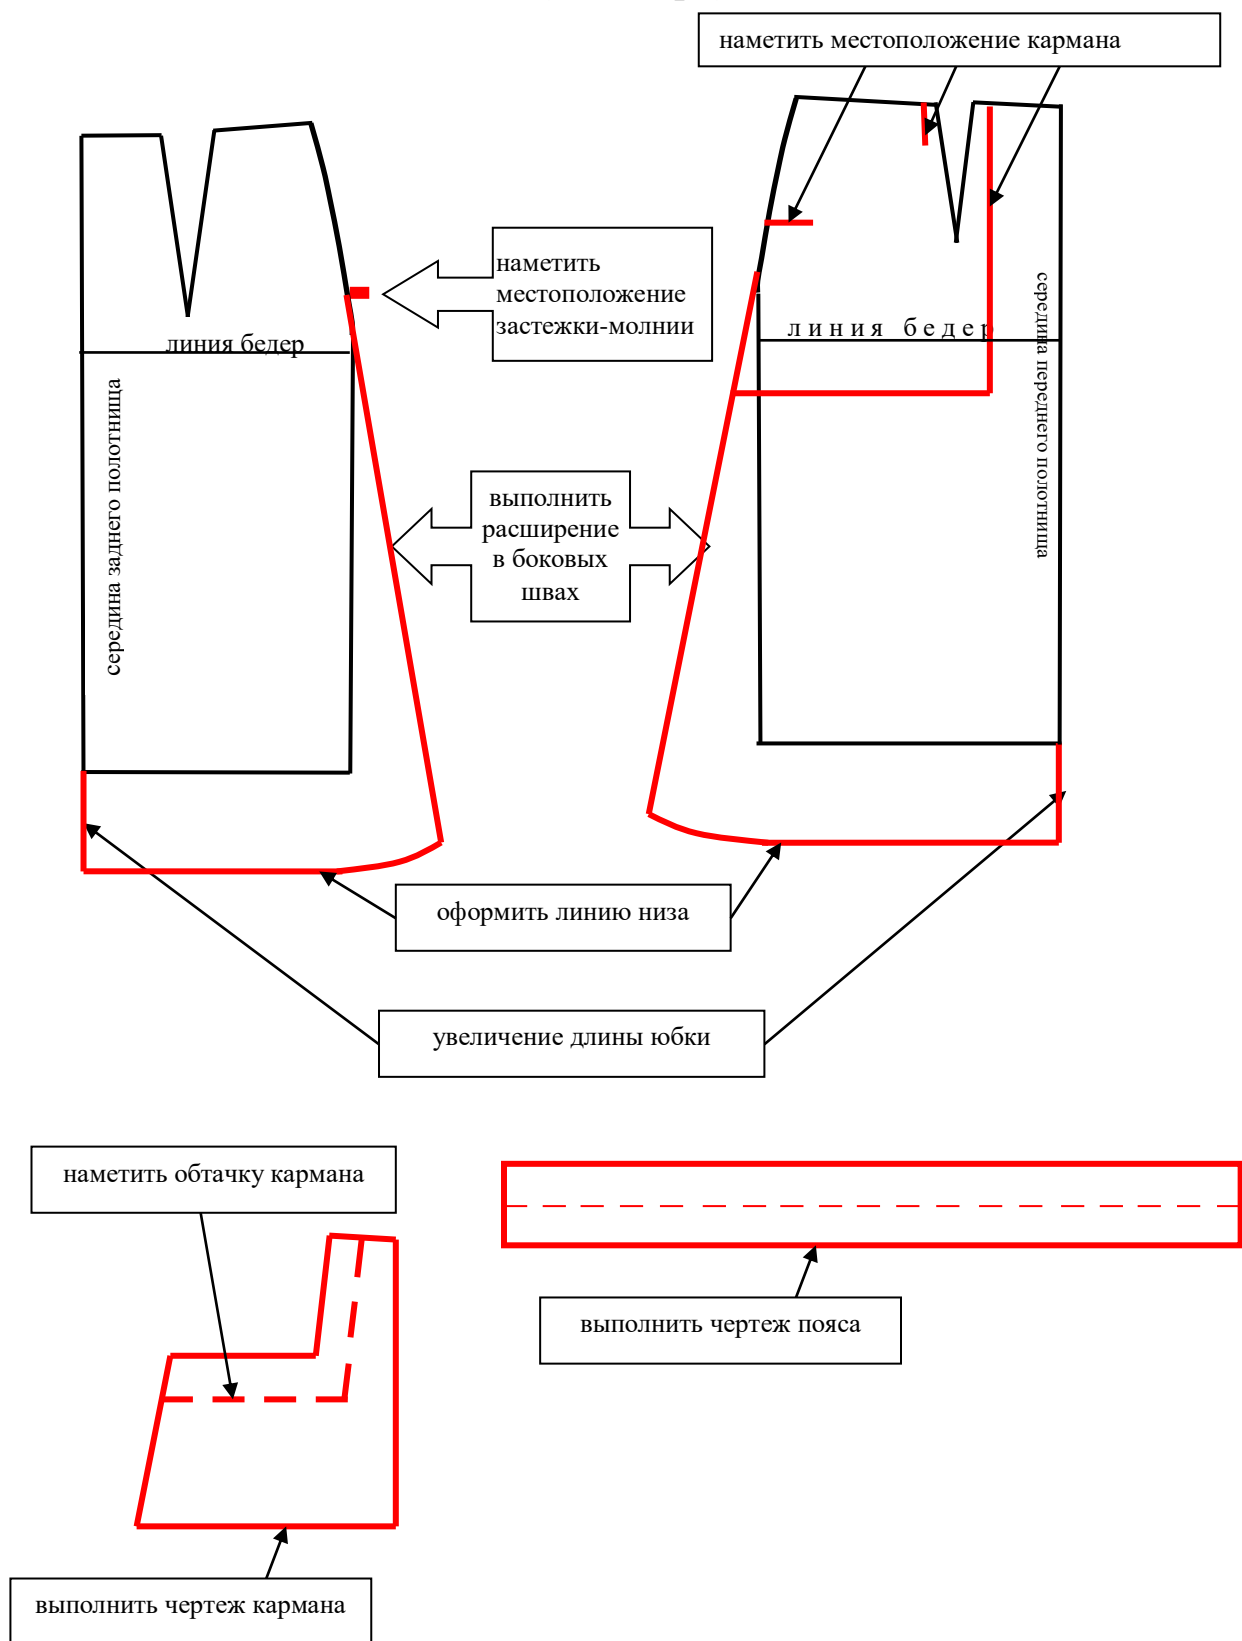 наметить местоположение кармана
наметить
местоположение
застежки-молнии
линия бедер
линия бедер
середина заднего полотнища
середина переднего полотнища
выполнить
расширение
в боковых
швах
оформить линию низа
увеличение длины юбки
наметить обтачку кармана
выполнить чертеж пояса
выполнить чертеж кармана